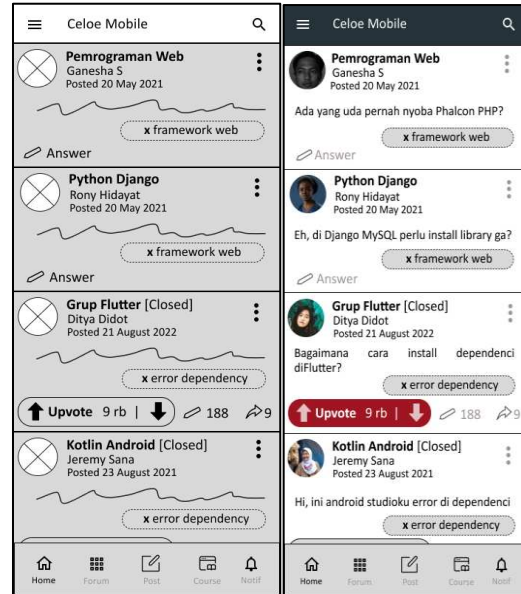 Celoe Mobile
Pemrograman Web
Ganesha S
Posted 20 May 2021
x framework web
Answer
Python Django
Rony Hidayat
Posted 20 May 2021
x framework web
Answer
Grup Flutter [Closed]
Ditya Didot
Posted 21 August 2022
x error dependency
Upvote 9 rb | 188 9
Kotlin Android [Closed]
Jeremy Sana
Posted 23 August 2021
x error dependency
Home Forum Post Course Notif
Celoe Mobile
Pemrograman Web
Ganesha S
Posted 20 May 2021
Ada yang uda pernah nyoba Phalcon PHP?
x framework web
Answer
Python Django
Rony Hidayat
Posted 20 May 2021
Eh, di Django MySQL perlu install library ga?
x framework web
Answer
Grup Flutter [Closed]
Ditya Didot
Posted 21 August 2022
Bagaimana cara install dependenci
diFlutter?
x error dependency
Upvote 9 rb | 188 9
Kotlin Android [Closed]
Jeremy Sana
Posted 23 August 2021
Hi, ini android studioku error di dependenci
x error dependency
Home Forum Post Course Notif